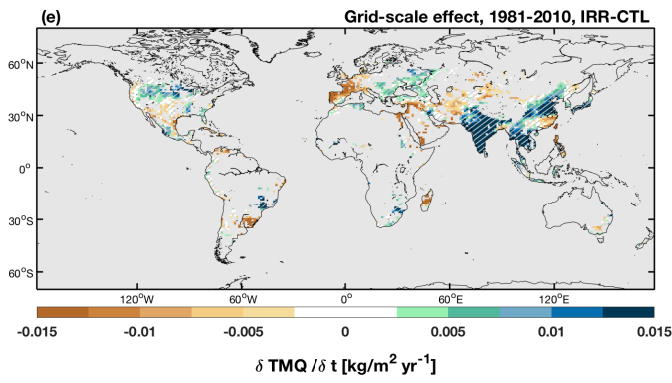 (e) Grid-scale effect, 1981-2010, IRR-CTL
60°N
30°N
0°
30°S
60°S
120°W 60°W 0° 60°E 120°E
-0.015 -0.01 -0.005 0 0.005 0.01 0.015
δ TMQ /δ t [kg/m² yr⁻¹]